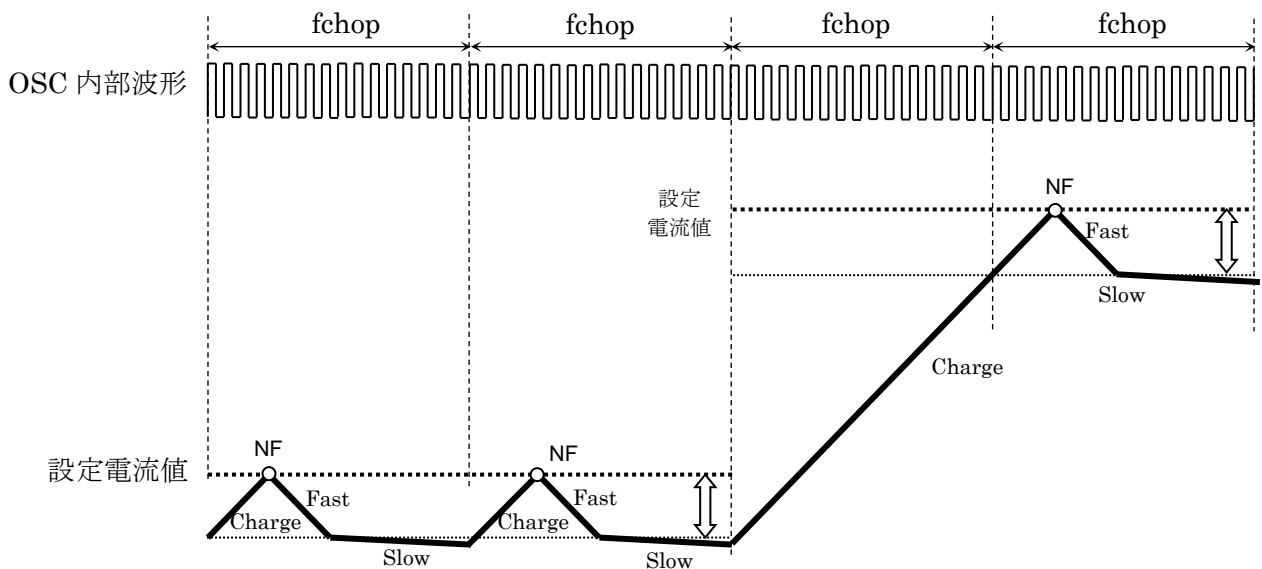 fchop
fchop
fchop
fchop
OSC 内部波形
設定
電流値
NF
Fast
Slow
Charge
設定電流値
NF
Fast
Charge
Slow
NF
Fast
Charge
Slow